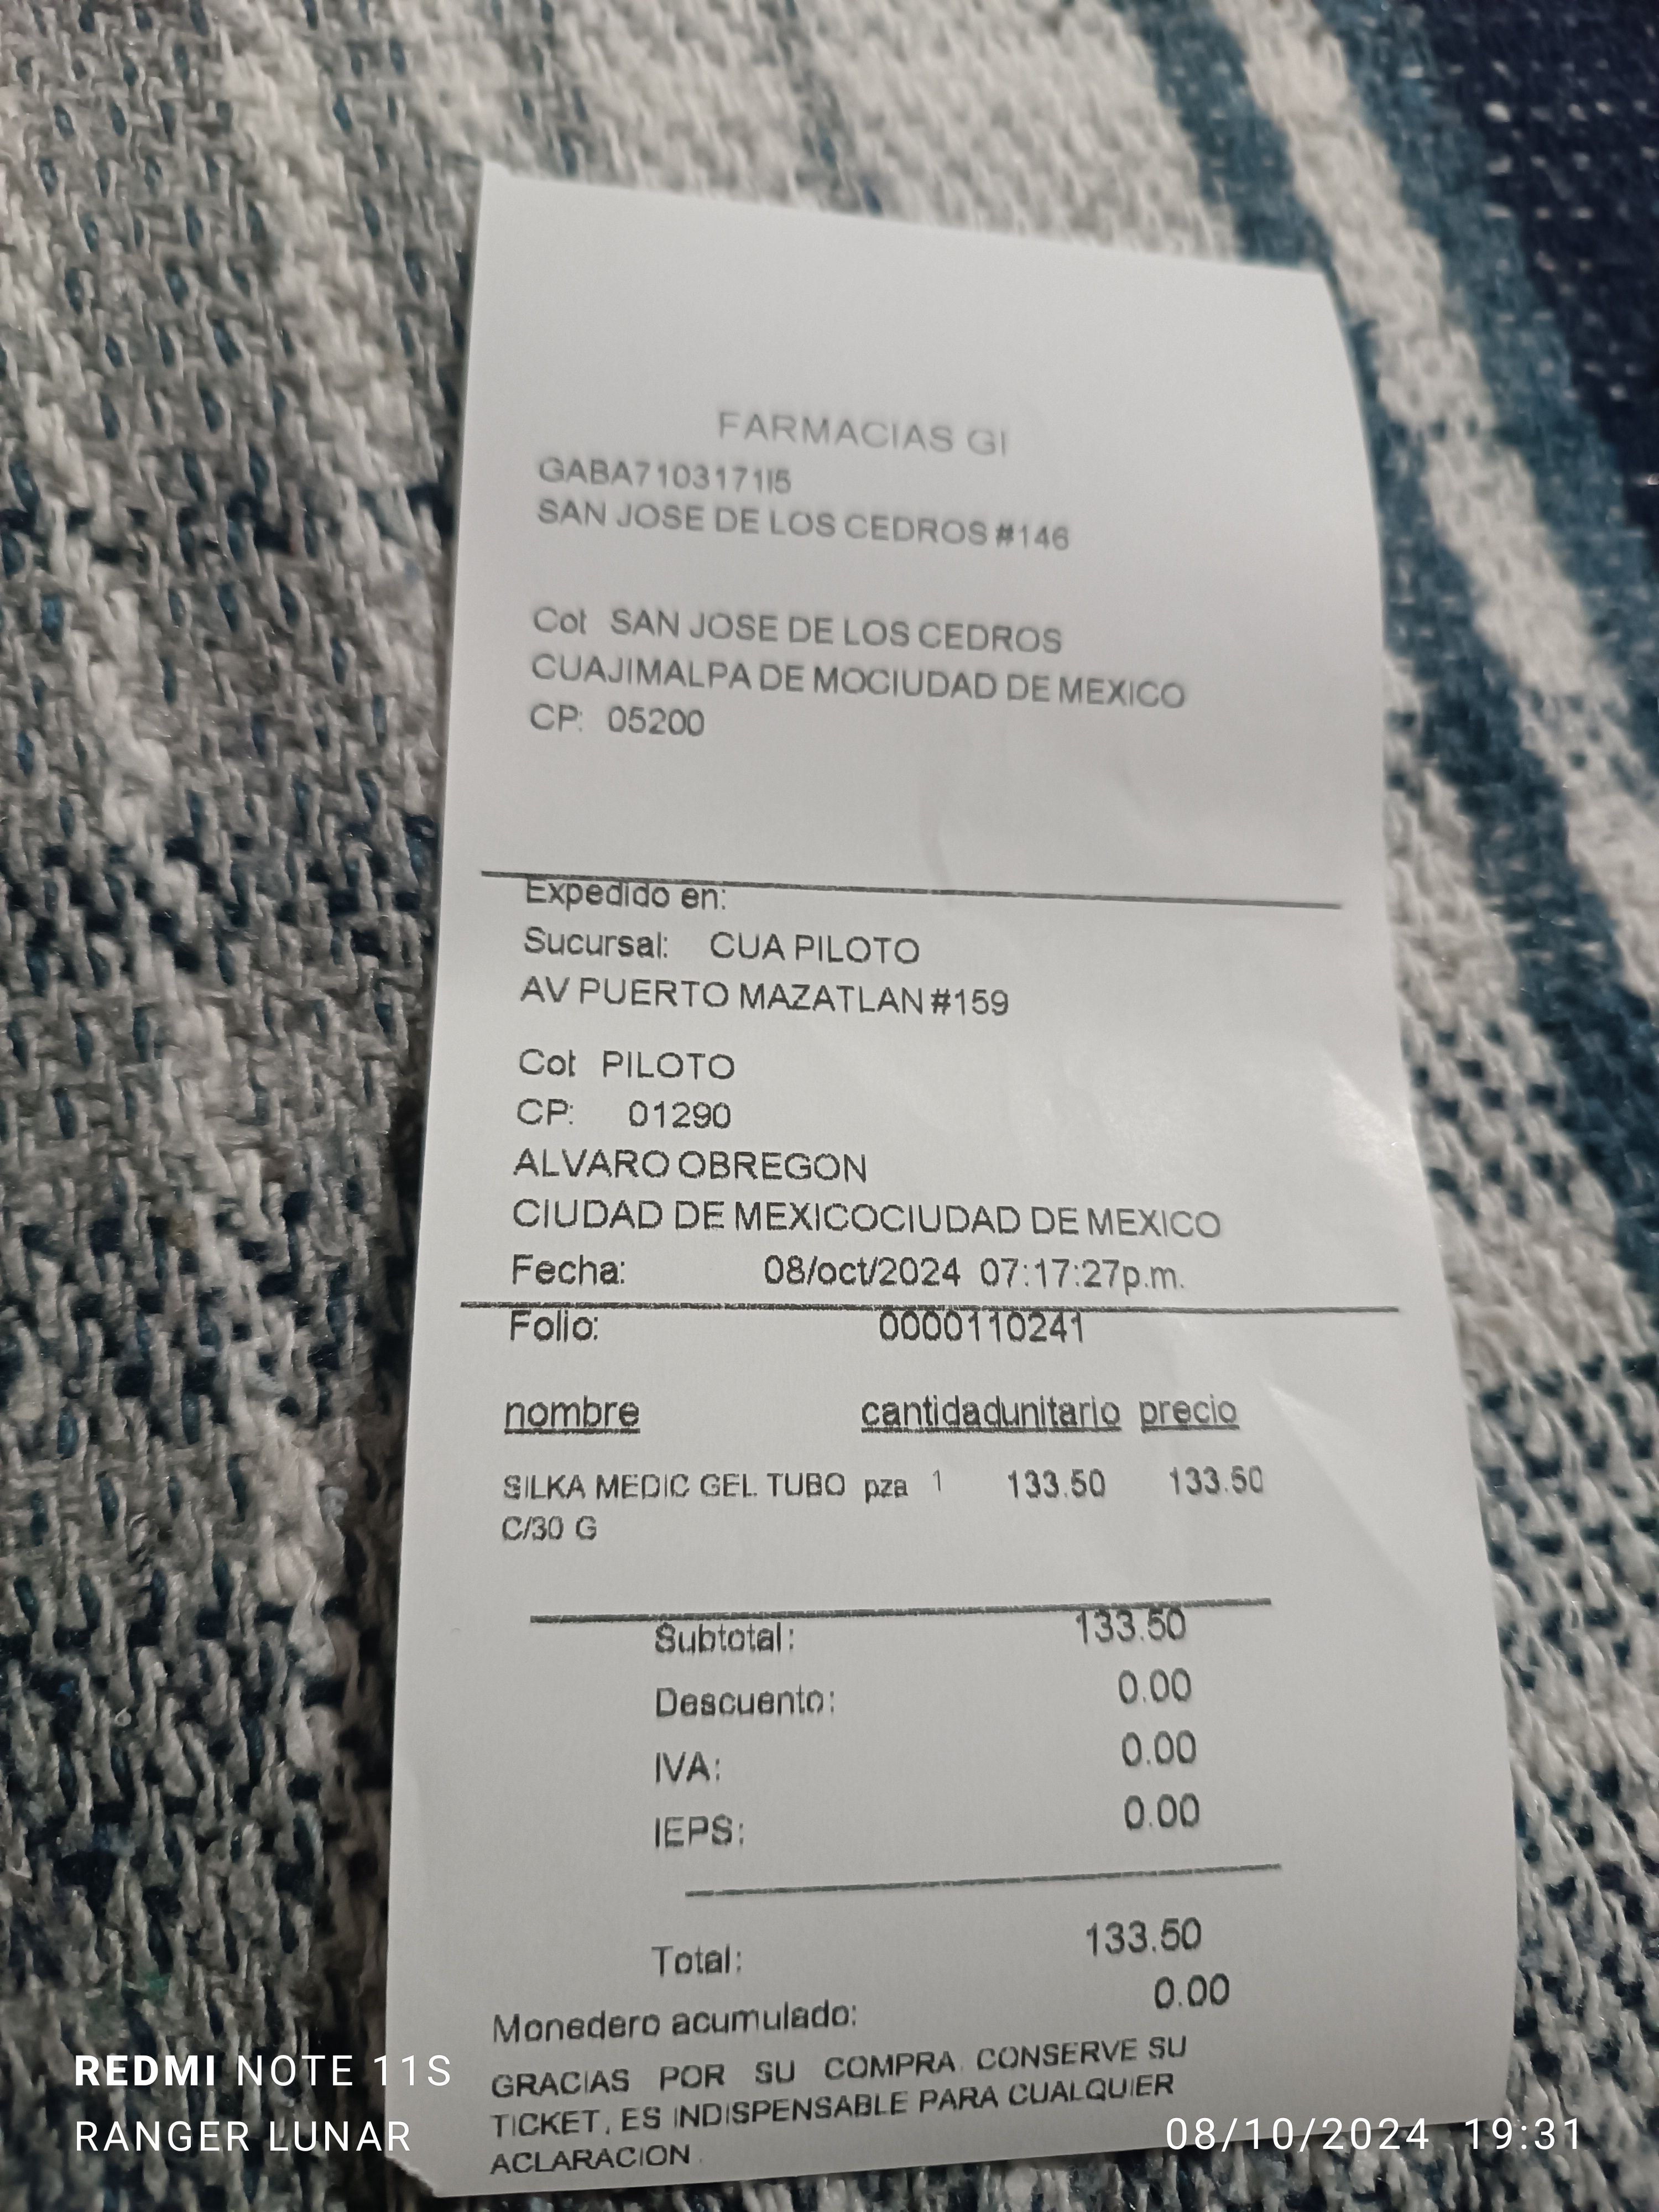 FARMACIAS GI
GABA7103171I5
SAN JOSE DE LOS CEDROS #146
Col: SAN JOSE DE LOS CEDROS
CUAJIMALPA DE MOCIUDAD DE MEXICO
CP: 05200
Expedido en:
Sucursal: CUA PILOTO
AV PUERTO MAZATLAN #159
Col: PILOTO
CP: 01290
ALVARO OBREGON
CIUDAD DE MEXICOCIUDAD DE MEXICO
Fecha: 08/oct/2024 07:17:27p.m.
Folio: 0000110241
nombre cantidadunitario precio
SILKA MEDIC GEL TUBO pza 1 133.50 133.50
C/30 G
Subtotal: 133.50
Descuento: 0.00
IVA: 0.00
IEPS: 0.00
Total: 133.50
Monedero acumulado: 0.00
GRACIAS POR SU COMPRA. CONSERVE SU
TICKET, ES INDISPENSABLE PARA CUALQUIER
ACLARACION.
REDMI NOTE 11S
RANGER LUNAR
08/10/2024 19:31